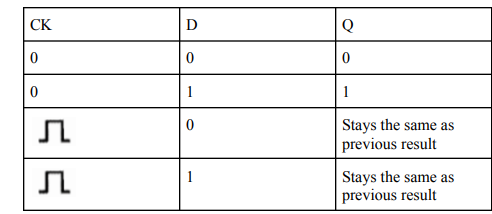 CK D Q
0 0 0
0 1 1
0 Stays the same as
previous result
1 Stays the same as
previous result